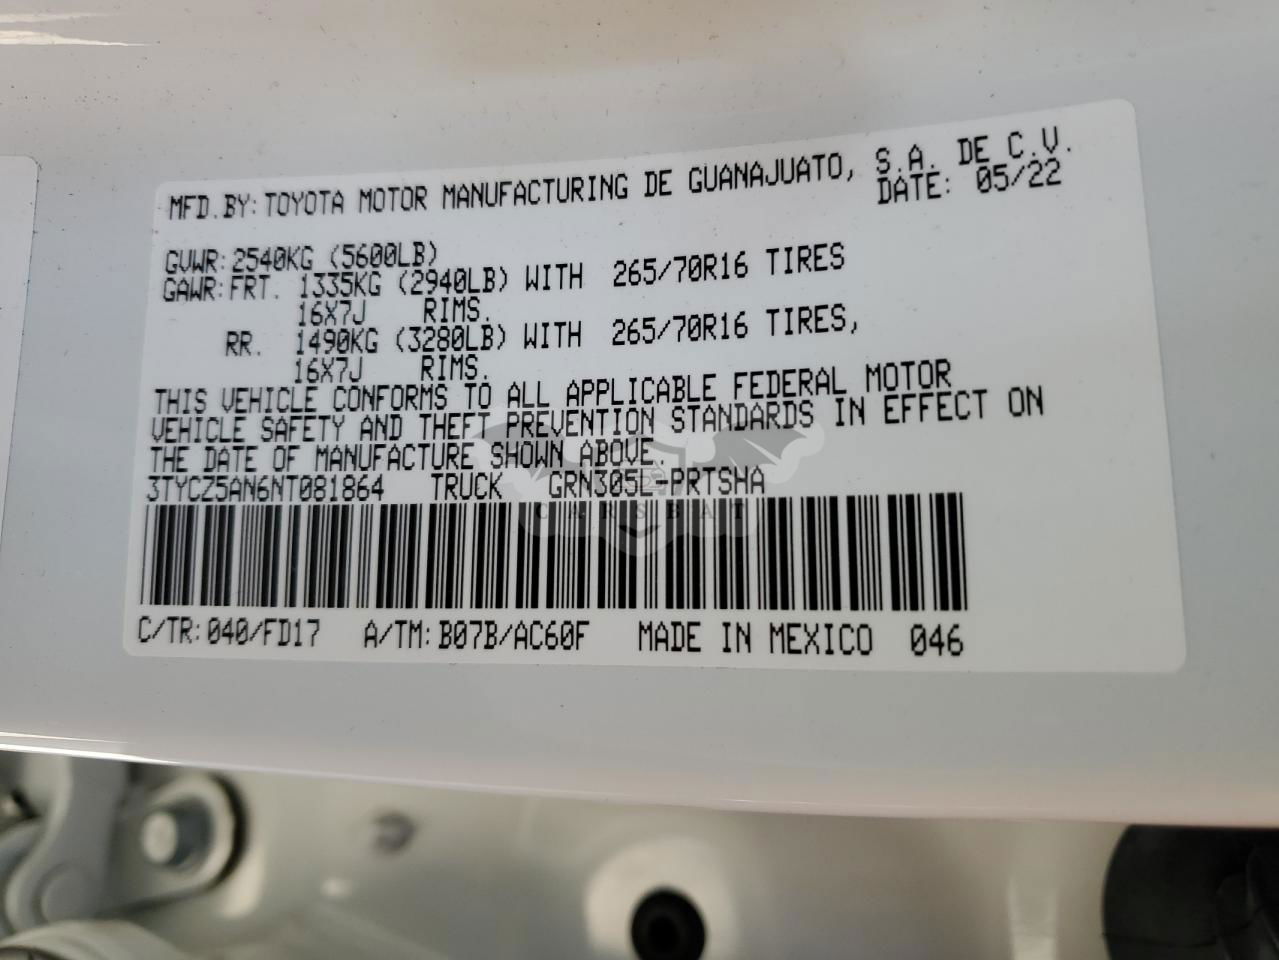 MFD.BY: TOYOTA MOTOR MANUFACTURING DE GUANAJUATO, S.A. DE C.V.
DATE: 05/22
GVWR: 2540KG (5600LB)
GAWR: FRT. 1335KG (2940LB) WITH 265/70R16 TIRES
16X7J RIMS.
RR. 1490KG (3280LB) WITH 265/70R16 TIRES,
16X7J RIMS.
THIS VEHICLE CONFORMS TO ALL APPLICABLE FEDERAL MOTOR
VEHICLE SAFETY AND THEFT PREVENTION STANDARDS IN EFFECT ON
THE DATE OF MANUFACTURE SHOWN ABOVE.
3TYCZ5AN6NT081864 TRUCK GRN305L-PRTSHA
CARSBAT
C/TR: 040/FD17 A/TM: B07B/AC60F MADE IN MEXICO 046